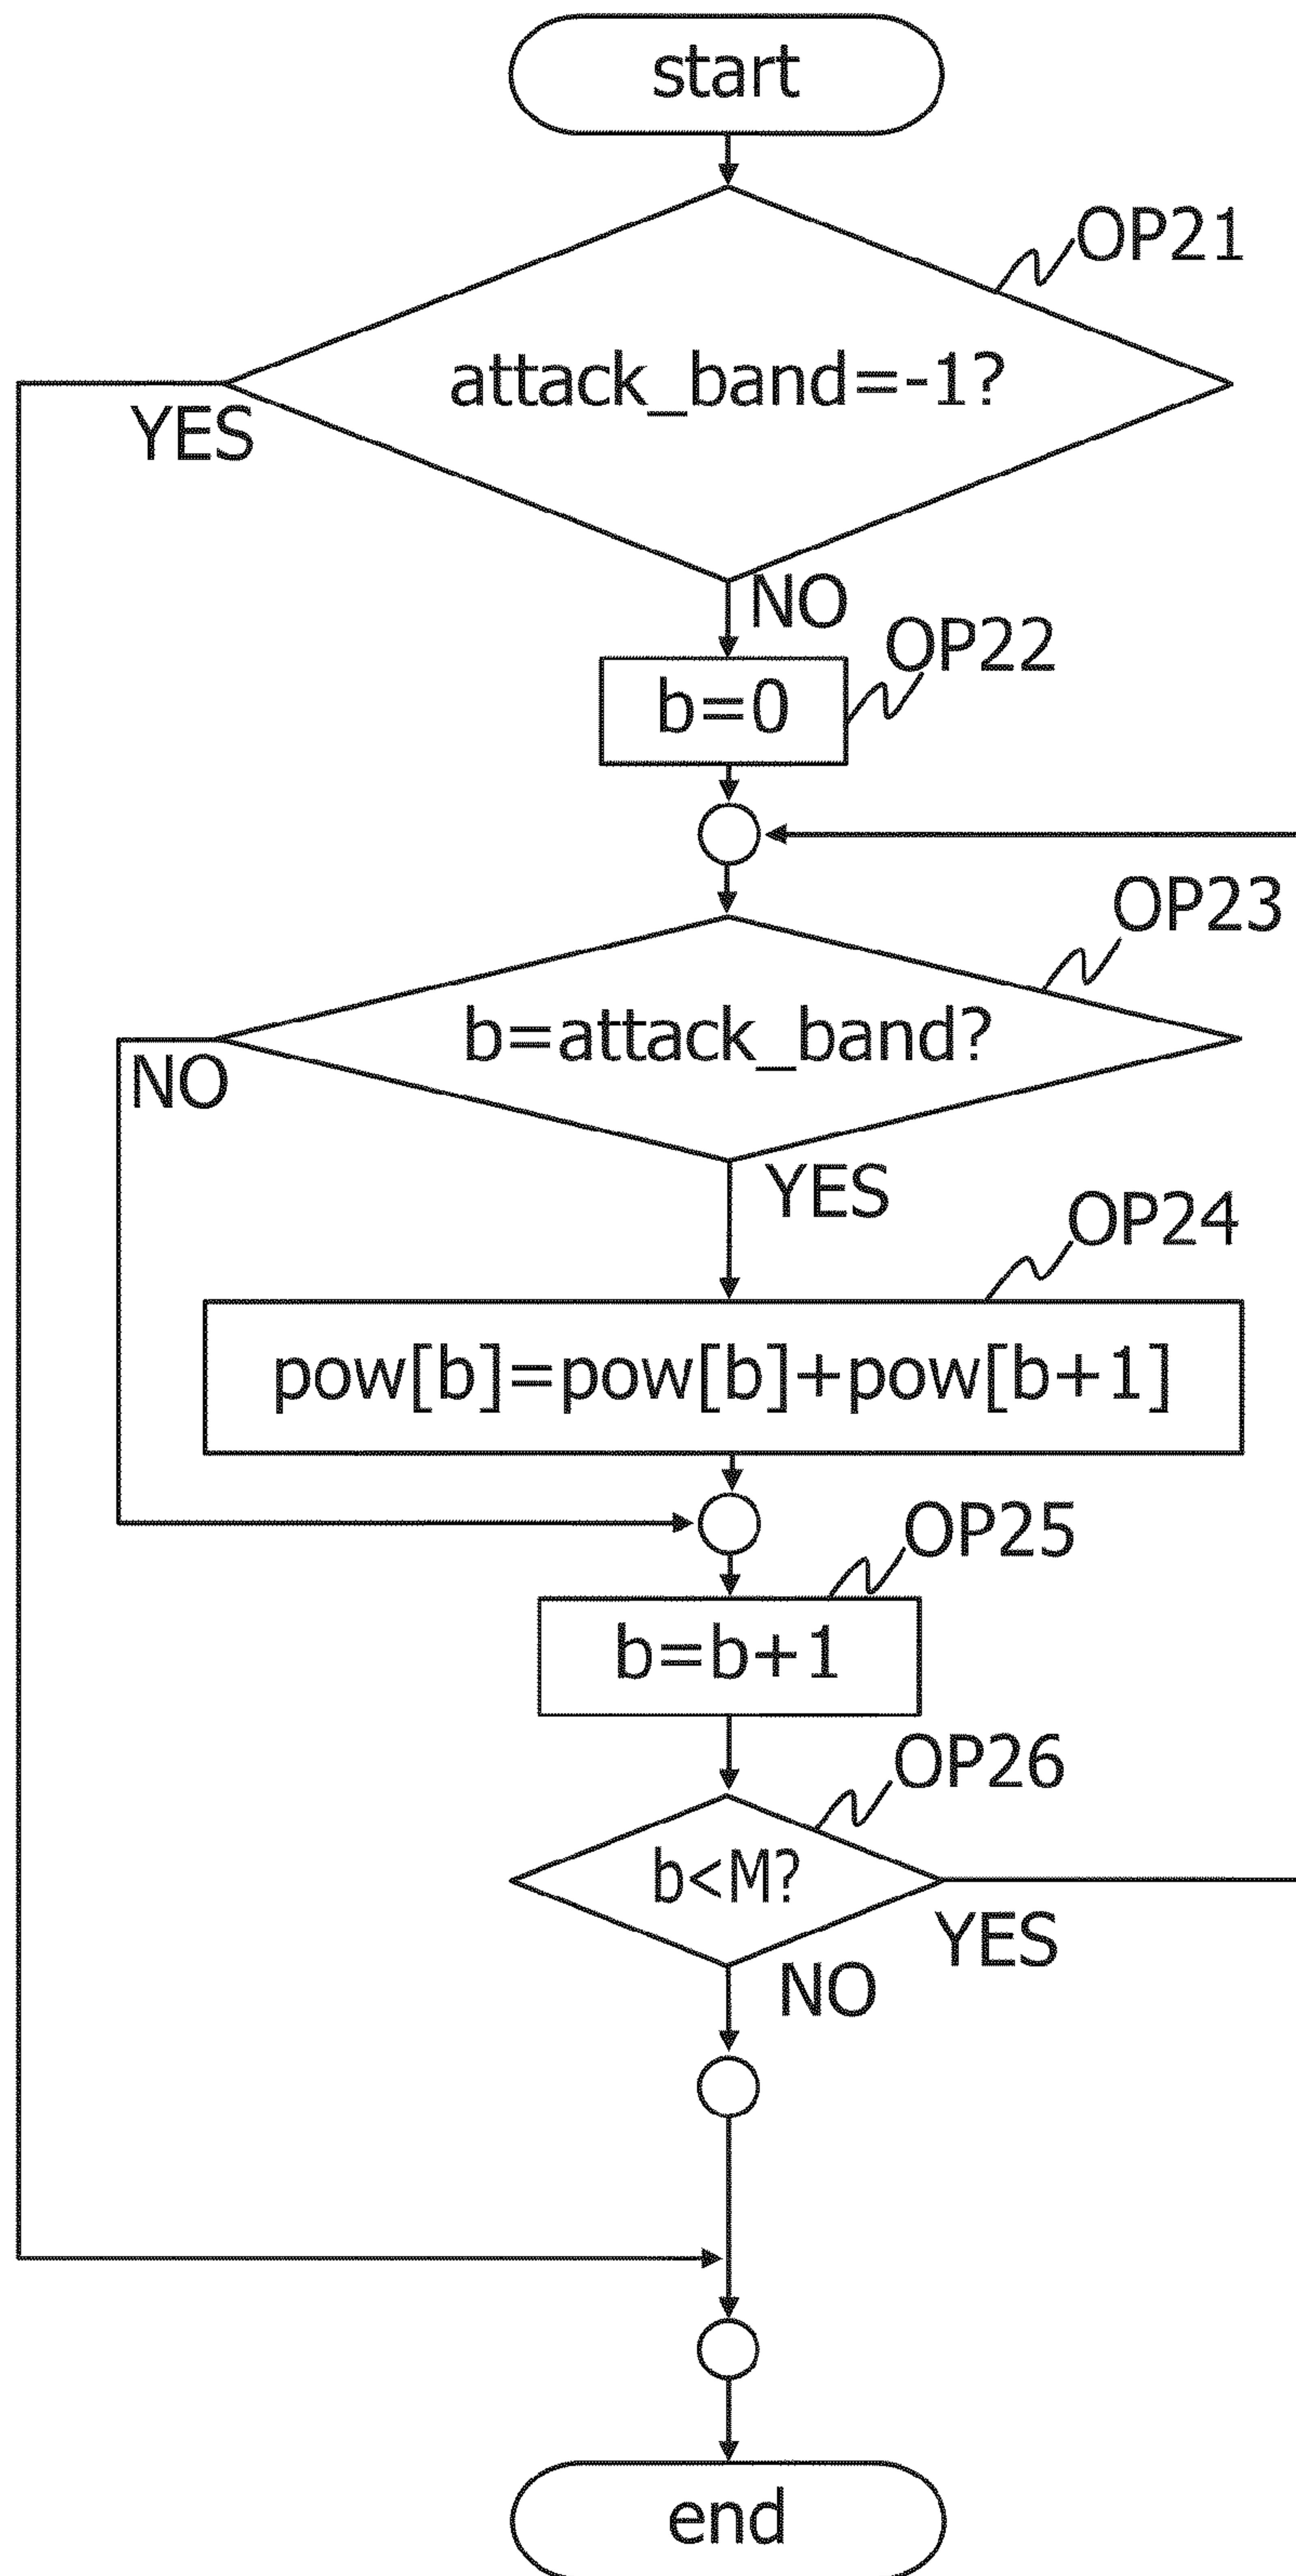 start
OP21
attack_band=-1?
YES
NO
OP22
b=0
OP23
b=attack_band?
NO
YES
OP24
pow[b]=pow[b]+pow[b+1]
OP25
b=b+1
OP26
b<M?
YES
NO
end